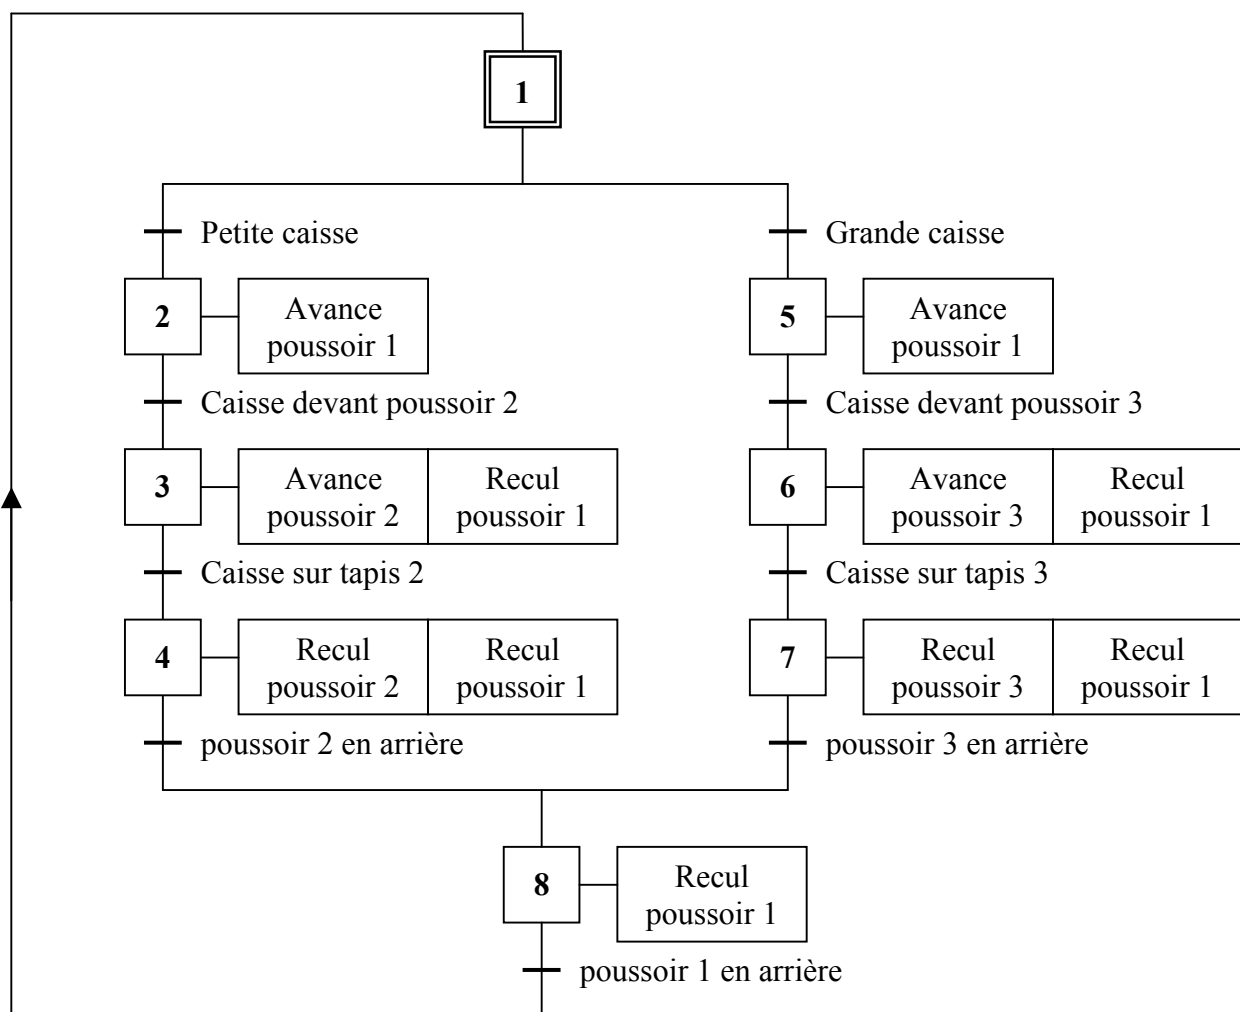 1
Petite caisse
Grande caisse
2
Avance
poussoir 1
5
Avance
poussoir 1
Caisse devant poussoir 2
Caisse devant poussoir 3
3
Avance
poussoir 2
Recul
poussoir 1
6
Avance
poussoir 3
Recul
poussoir 1
Caisse sur tapis 2
Caisse sur tapis 3
4
Recul
poussoir 2
Recul
poussoir 1
7
Recul
poussoir 3
Recul
poussoir 1
poussoir 2 en arrière
poussoir 3 en arrière
8
Recul
poussoir 1
poussoir 1 en arrière